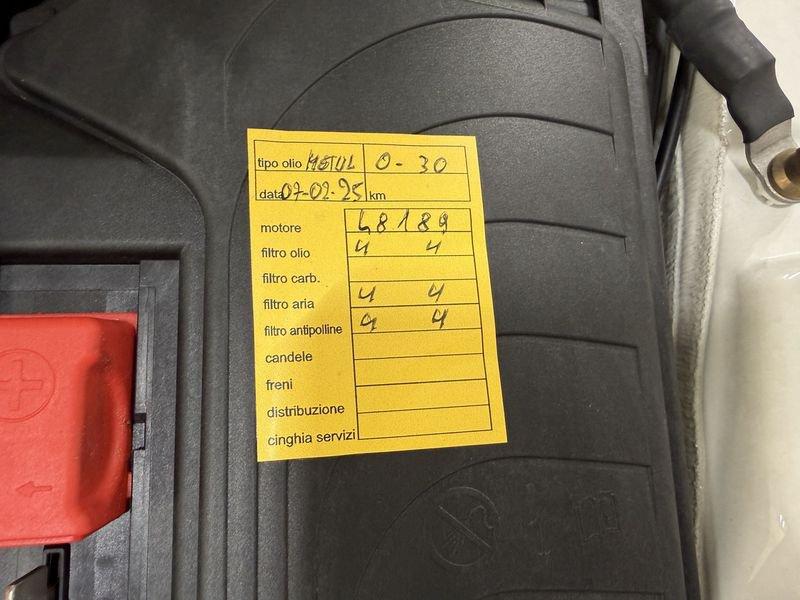 tipo olio MOTUL 0-30
data 07-02-25 km
motore 48189
filtro olio 4 4
filtro carb.
filtro aria 4 4
filtro antipolline 4 4
candele
freni
distribuzione
cinghia servizi